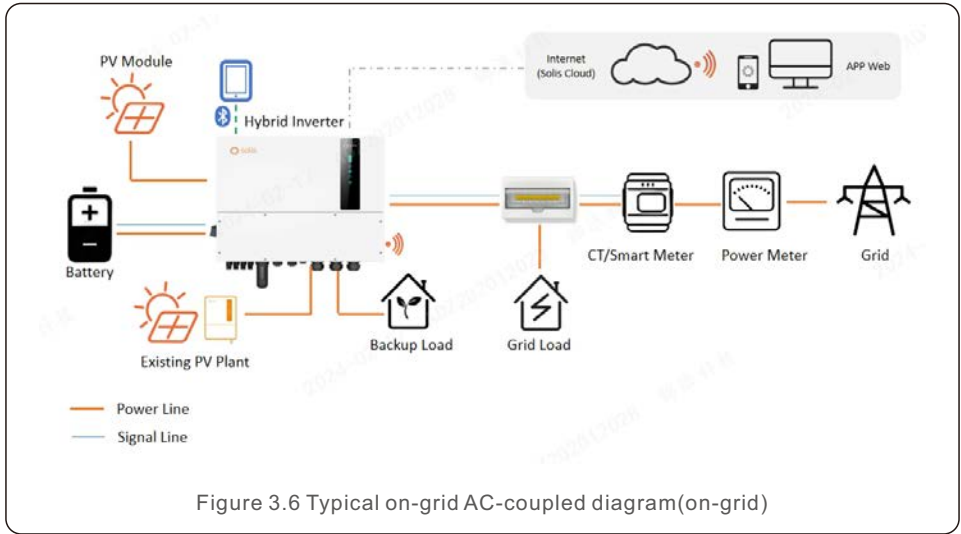 PV Module
Internet
(Solis Cloud)
APP Web
Hybrid Inverter
solis
Battery
CT/Smart Meter
Power Meter
Grid
Existing PV Plant
Backup Load
Grid Load
Power Line
Signal Line
Figure 3.6 Typical on-grid AC-coupled diagram(on-grid)